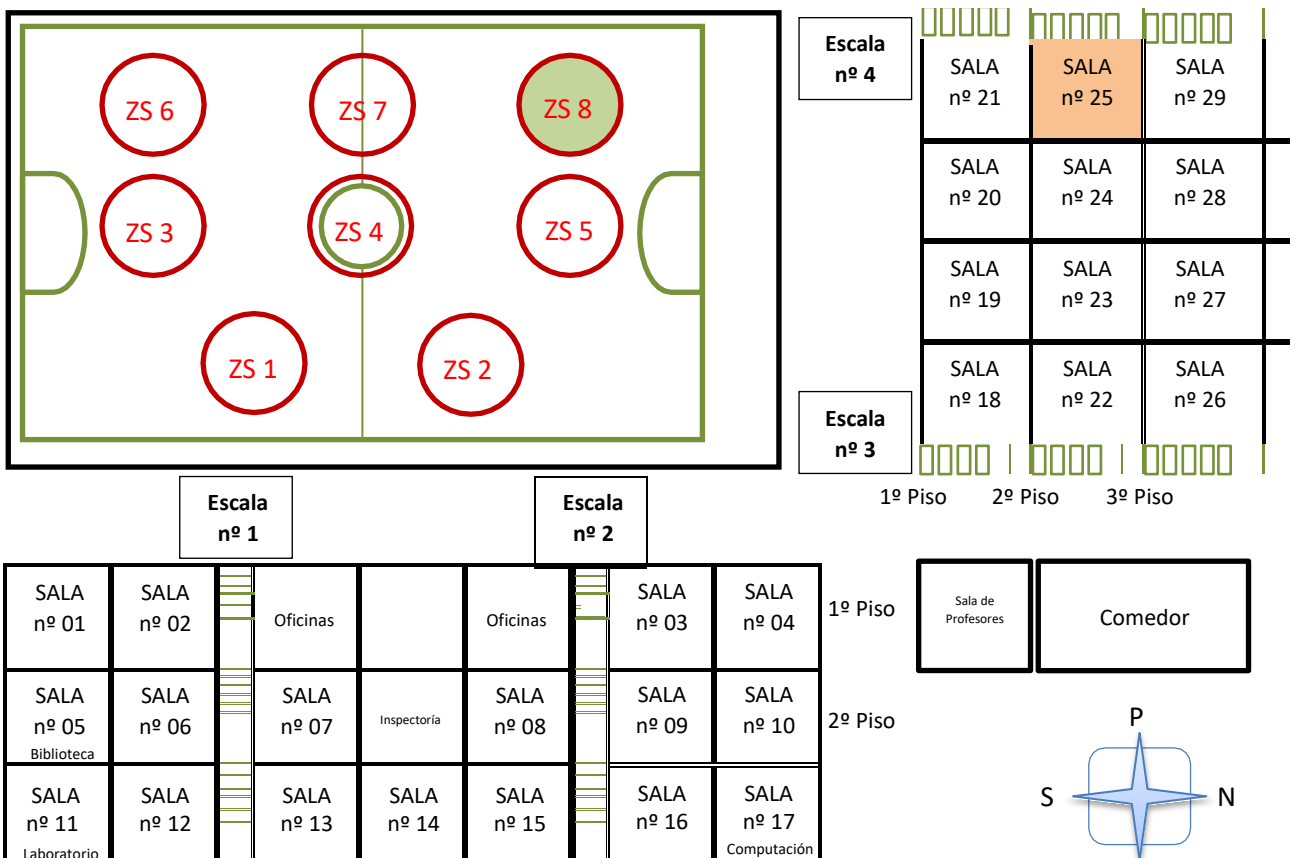 ZS 6
ZS 7
ZS 8
ZS 3
ZS 4
ZS 5
ZS 1
ZS 2
Escala
nº 4
SALA
nº 21
SALA
nº 25
SALA
nº 29
SALA
nº 20
SALA
nº 24
SALA
nº 28
SALA
nº 19
SALA
nº 23
SALA
nº 27
Escala
nº 3
SALA
nº 18
SALA
nº 22
SALA
nº 26
1º Piso
2º Piso
3º Piso
Escala
nº 1
Escala
nº 2
SALA
nº 01
SALA
nº 02
Oficinas
Oficinas
SALA
nº 03
SALA
nº 04
1º Piso
SALA
nº 05
Biblioteca
SALA
nº 06
SALA
nº 07
Inspectoría
SALA
nº 08
SALA
nº 09
SALA
nº 10
2º Piso
SALA
nº 11
Laboratorio
SALA
nº 12
SALA
nº 13
SALA
nº 14
SALA
nº 15
SALA
nº 16
SALA
nº 17
Computación
Sala de
Profesores
Comedor
P
S
N